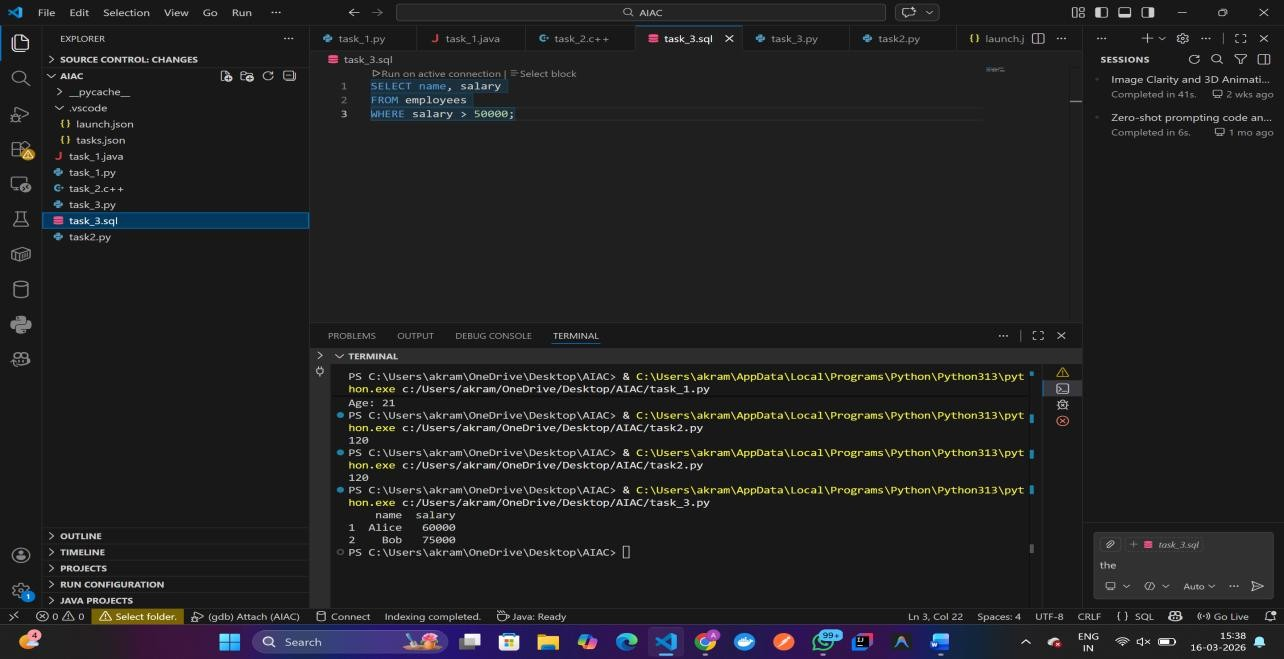 File Edit Selection View Go Run ··· AIAC
EXPLORER
SOURCE CONTROL: CHANGES
AIAC
__pycache__
.vscode
launch.json
tasks.json
task_1.java
task_1.py
task_2.c++
task_3.py
task_3.sql
task2.py
OUTLINE
TIMELINE
PROJECTS
RUN CONFIGURATION
JAVA PROJECTS
task_1.py task_1.java task_2.c++ task_3.sql task_3.py task2.py launch.j
task_3.sql
Run on active connection | Select block
1 SELECT name, salary
2 FROM employees
3 WHERE salary > 50000;
PROBLEMS OUTPUT DEBUG CONSOLE TERMINAL
TERMINAL
PS C:\Users\akram\OneDrive\Desktop\AIAC> & C:\Users\akram\AppData\Local\Programs\Python\Python313\pyt
hon.exe c:/Users/akram/OneDrive/Desktop/AIAC/task_1.py
Age: 21
PS C:\Users\akram\OneDrive\Desktop\AIAC> & C:\Users\akram\AppData\Local\Programs\Python\Python313\pyt
hon.exe c:/Users/akram/OneDrive/Desktop/AIAC/task2.py
120
PS C:\Users\akram\OneDrive\Desktop\AIAC> & C:\Users\akram\AppData\Local\Programs\Python\Python313\pyt
hon.exe c:/Users/akram/OneDrive/Desktop/AIAC/task2.py
120
PS C:\Users\akram\OneDrive\Desktop\AIAC> & C:\Users\akram\AppData\Local\Programs\Python\Python313\pyt
hon.exe c:/Users/akram/OneDrive/Desktop/AIAC/task_3.py
name salary
1 Alice 60000
2 Bob 75000
PS C:\Users\akram\OneDrive\Desktop\AIAC>
SESSIONS
Image Clarity and 3D Animati...
Completed in 41s. 2 wks ago
Zero-shot prompting code an...
Completed in 6s. 1 mo ago
task_3.sql
the
Auto
0 0 Select folder. (gdb) Attach (AIAC) Connect Indexing completed. Java: Ready Ln 3, Col 22 Spaces: 4 UTF-8 CRLF {} SQL Go Live
4 Search 99+ ENG
IN
15:38
16-03-2026